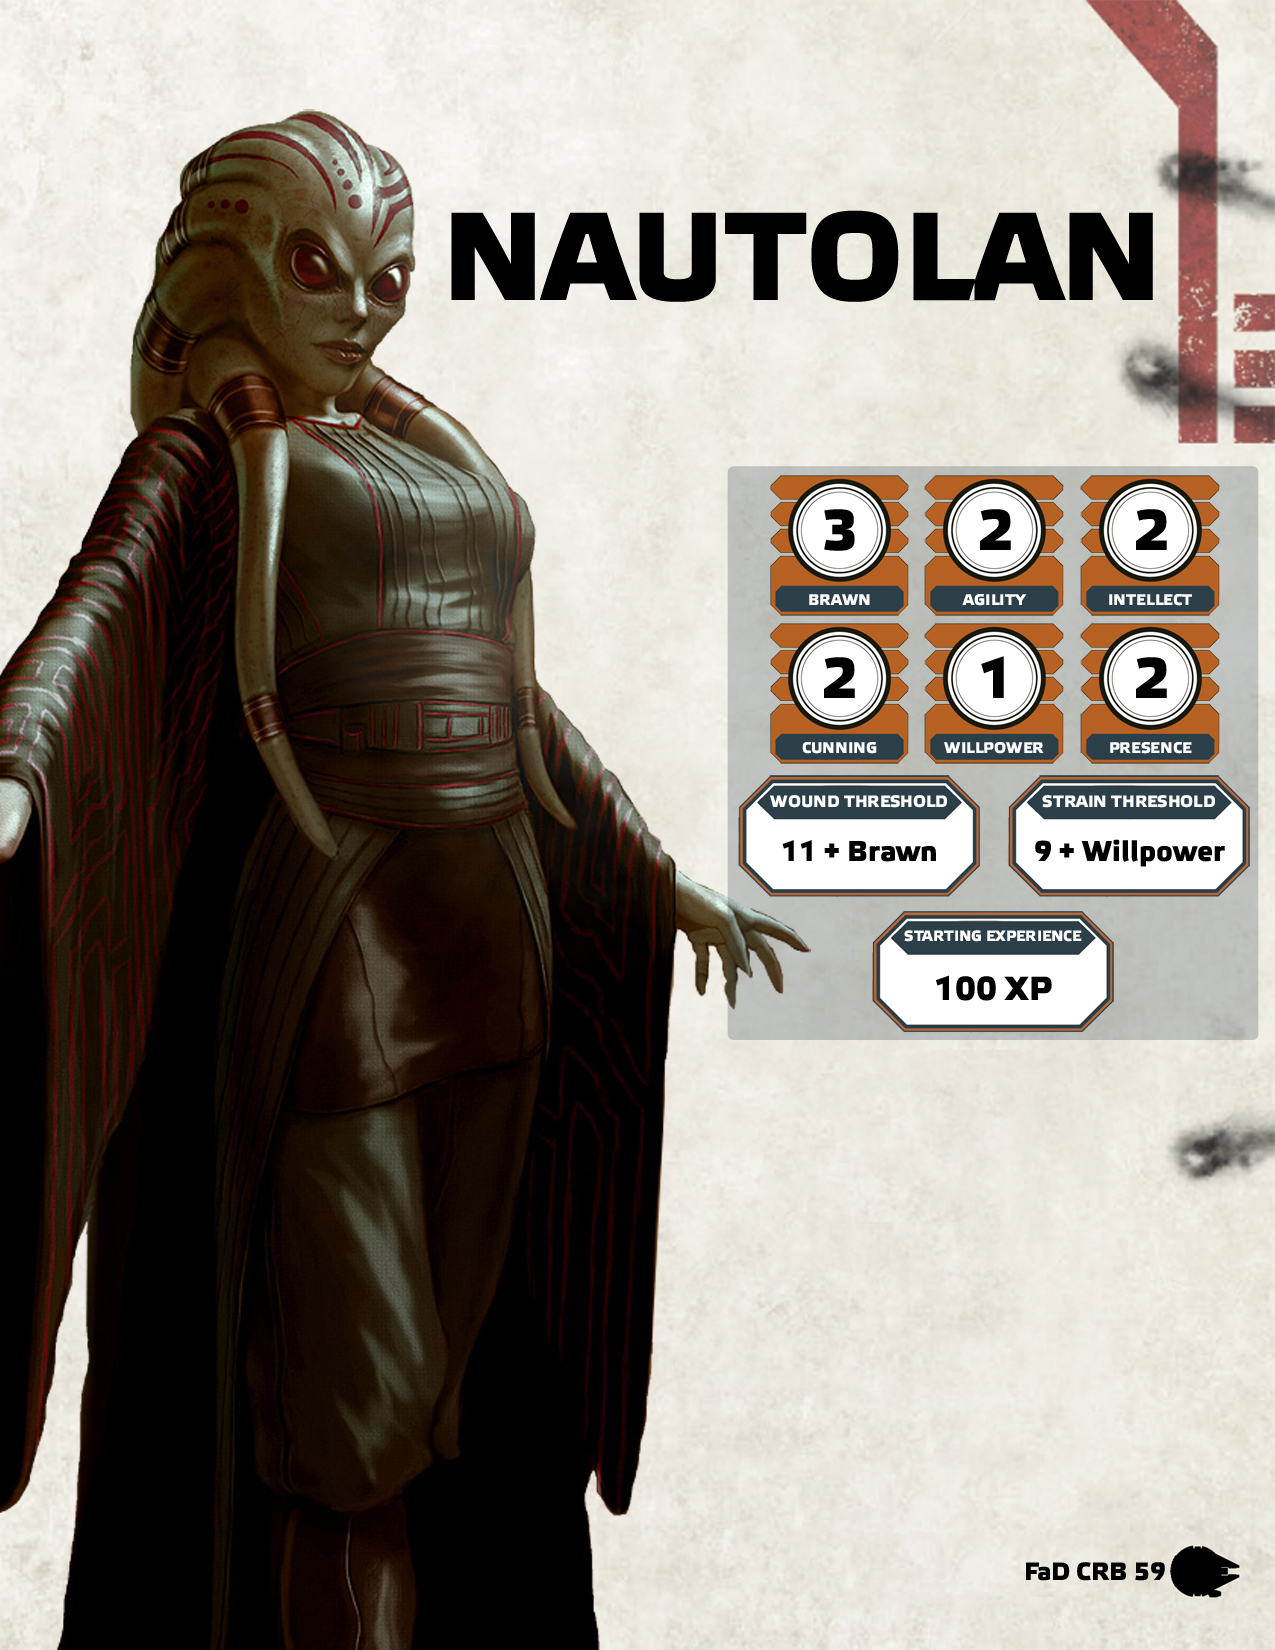 NAUTOLAN
3 2 2
BRAWN AGILITY INTELLECT
2 1 2
CUNNING WILLPOWER PRESENCE
WOUND THRESHOLD STRAIN THRESHOLD
11 + Brawn 9 + Willpower
STARTING EXPERIENCE
100 XP
FaD CRB 59